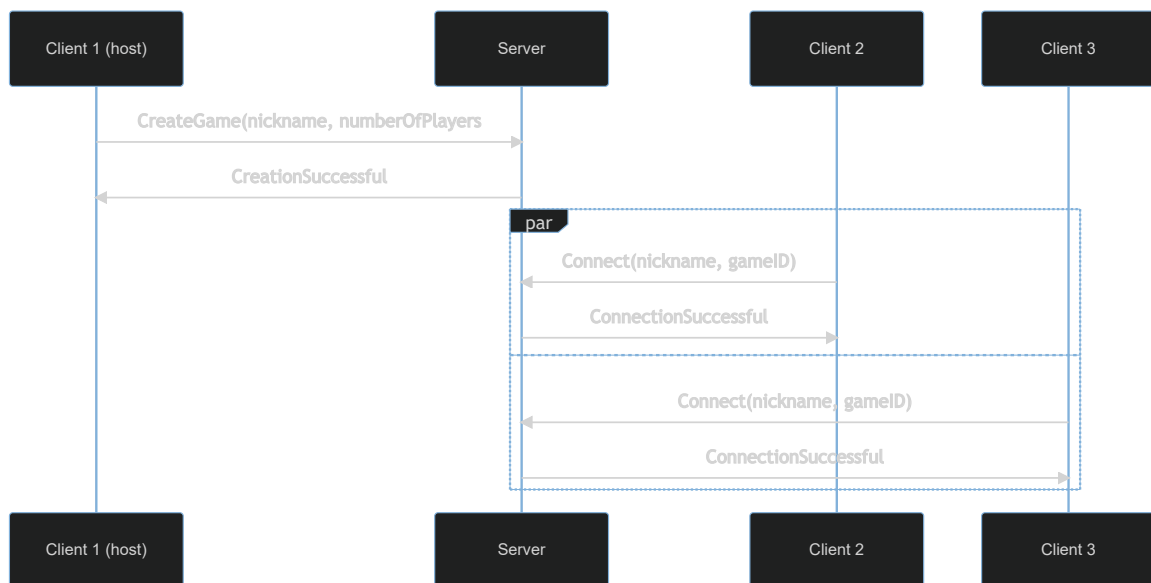 Client 1 (host)
Server
Client 2
Client 3
CreateGame(nickname, numberOfPlayers
CreationSuccessful
par
Connect(nickname, gameID)
ConnectionSuccessful
Connect(nickname, gameID)
ConnectionSuccessful
Client 1 (host)
Server
Client 2
Client 3